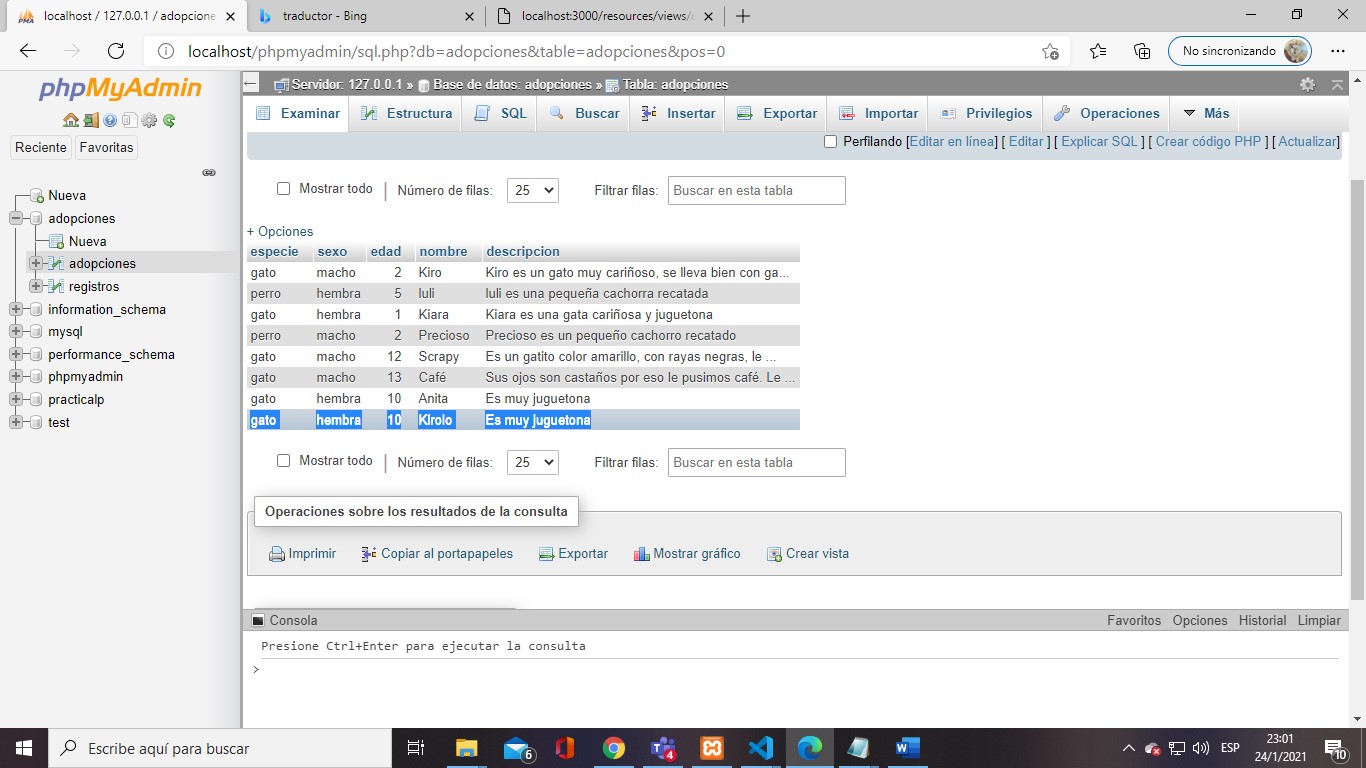 localhost / 127.0.0.1 / adopcione
traductor - Bing
localhost:3000/resources/views/
localhost/phpmyadmin/sql.php?db=adopciones&table=adopciones&pos=0
No sincronizando
phpMyAdmin
Reciente Favoritas
Nueva
adopciones
Nueva
adopciones
registros
information_schema
mysql
performance_schema
phpmyadmin
practicalp
test
Servidor: 127.0.0.1 » Base de datos: adopciones » Tabla: adopciones
Examinar Estructura SQL Buscar Insertar Exportar Importar Privilegios Operaciones Más
Perfilando [Editar en línea] [ Editar ] [ Explicar SQL ] [ Crear código PHP ] [ Actualizar]
Mostrar todo | Número de filas: 25 Filtrar filas: Buscar en esta tabla
+ Opciones
especie sexo edad nombre descripcion
gato macho 2 Kiro Kiro es un gato muy cariñoso, se lleva bien con ga...
perro hembra 5 luli luli es una pequeña cachorra recatada
gato hembra 1 Kiara Kiara es una gata cariñosa y juguetona
perro macho 2 Precioso Precioso es un pequeño cachorro recatado
gato macho 12 Scrapy Es un gatito color amarillo, con rayas negras, le ...
gato macho 13 Café Sus ojos son castaños por eso le pusimos café. Le ...
gato hembra 10 Anita Es muy juguetona
gato hembra 10 Kirolo Es muy juguetona
Mostrar todo | Número de filas: 25 Filtrar filas: Buscar en esta tabla
Operaciones sobre los resultados de la consulta
Imprimir Copiar al portapapeles Exportar Mostrar gráfico Crear vista
Consola Favoritos Opciones Historial Limpiar
Presione Ctrl+Enter para ejecutar la consulta
>
Escribe aquí para buscar
6
4
ESP
23:01
24/1/2021
10